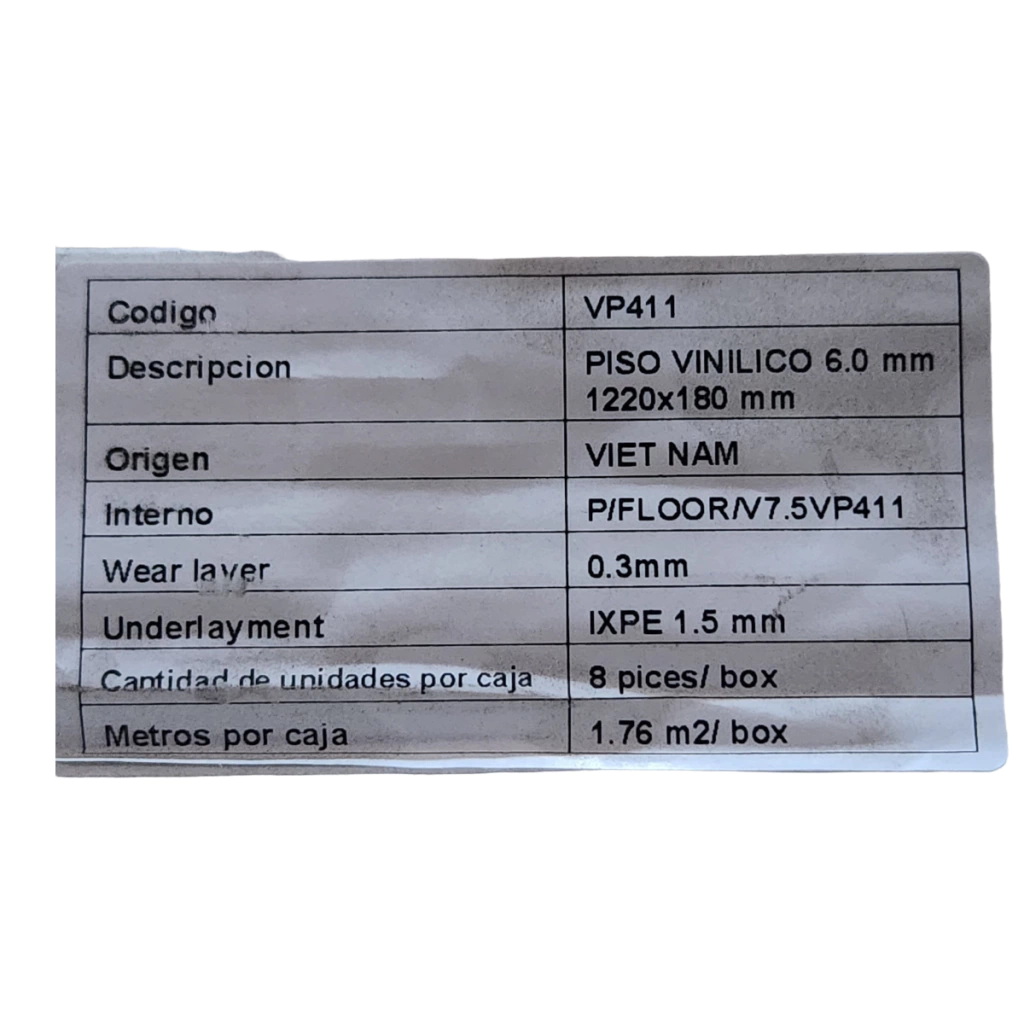 Codigo VP411
Descripcion PISO VINILICO 6.0 mm
1220x180 mm
Origen VIET NAM
Interno P/FLOOR/V7.5VP411
Wear layer 0.3mm
Underlayment IXPE 1.5 mm
Cantidad de unidades por caja 8 pices/ box
Metros por caja 1.76 m2/ box